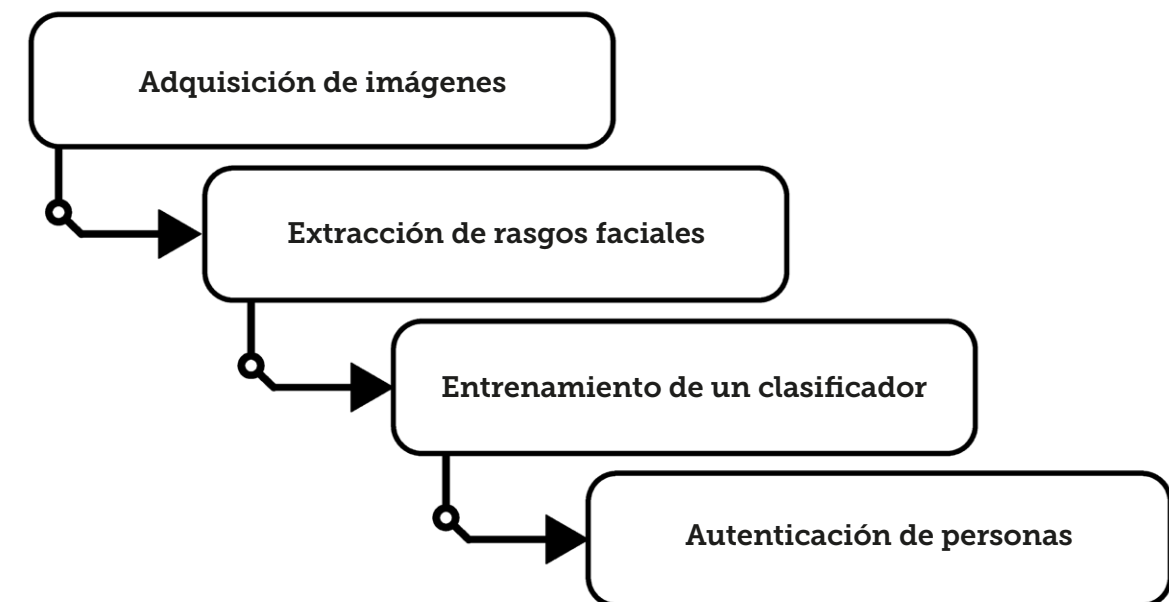 Adquisición de imágenes
Extracción de rasgos faciales
Entrenamiento de un clasificador
Autenticación de personas